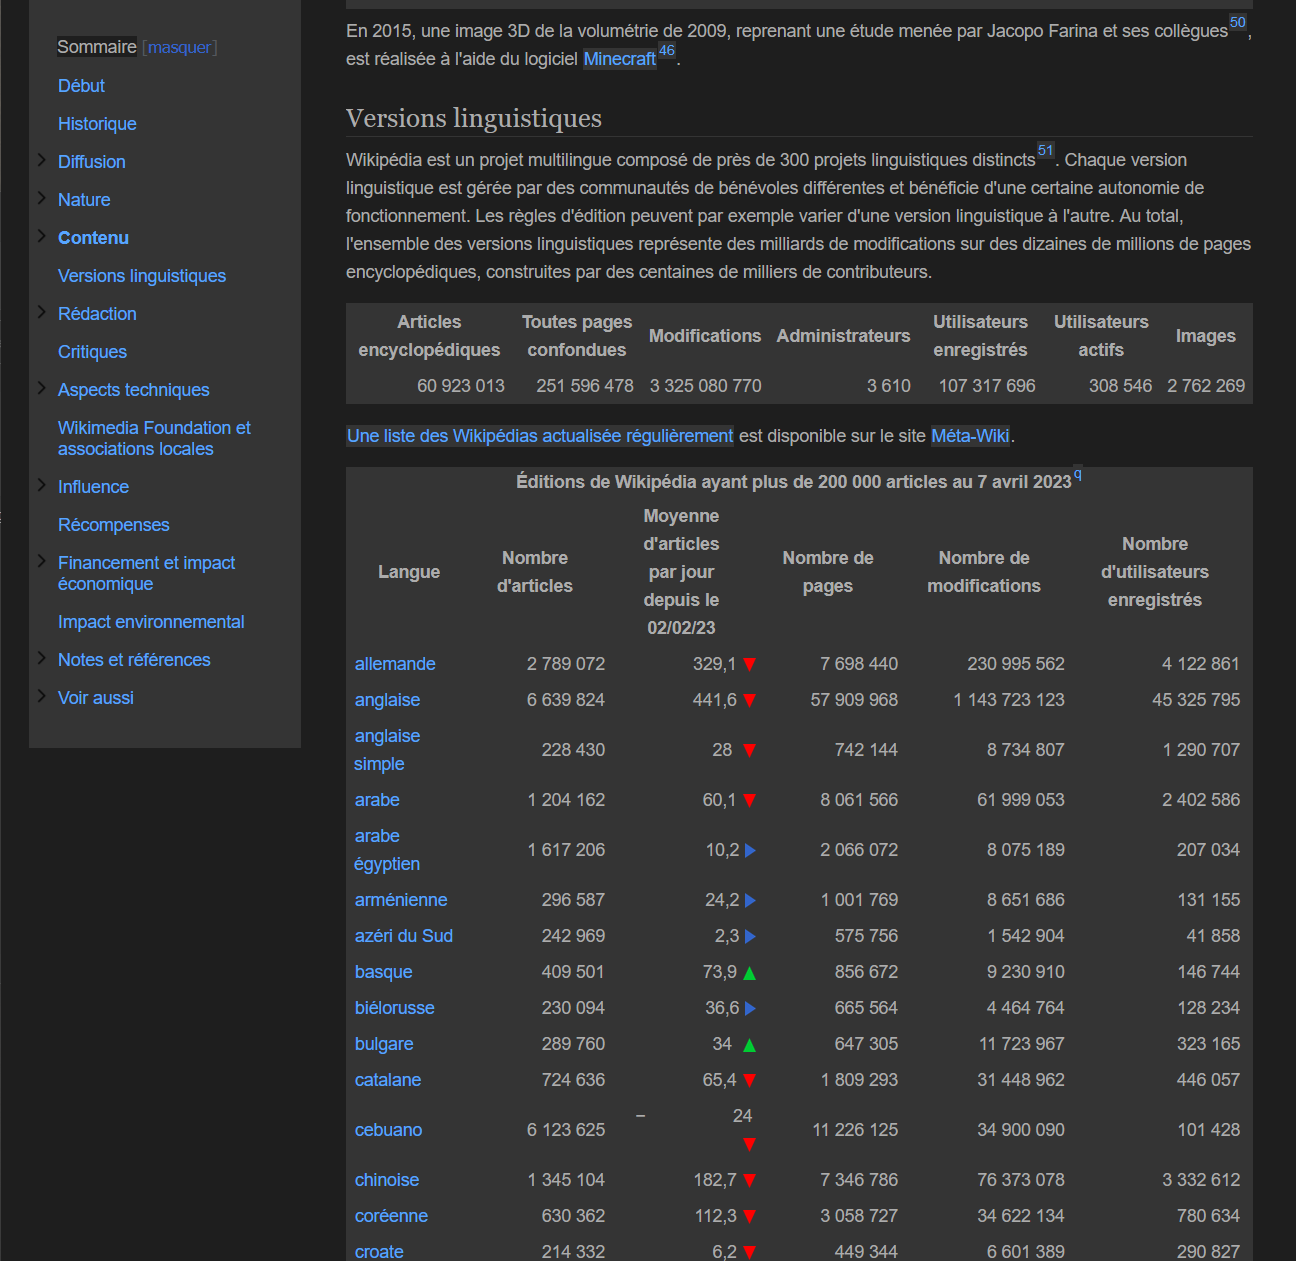 Sommaire [masquer]
Début
Historique
Diffusion
Nature
Contenu
Versions linguistiques
Rédaction
Critiques
Aspects techniques
Wikimedia Foundation et
associations locales
Influence
Récompenses
Financement et impact
économique
Impact environnemental
Notes et références
Voir aussi
En 2015, une image 3D de la volumétrie de 2009, reprenant une étude menée par Jacopo Farina et ses collègues50,
est réalisée à l'aide du logiciel Minecraft46.
Versions linguistiques
Wikipédia est un projet multilingue composé de près de 300 projets linguistiques distincts51. Chaque version
linguistique est gérée par des communautés de bénévoles différentes et bénéficie d'une certaine autonomie de
fonctionnement. Les règles d'édition peuvent par exemple varier d'une version linguistique à l'autre. Au total,
l'ensemble des versions linguistiques représente des milliards de modifications sur des dizaines de millions de pages
encyclopédiques, construites par des centaines de milliers de contributeurs.
Articles encyclopédiques Toutes pages confondues Modifications Administrateurs Utilisateurs enregistrés Utilisateurs actifs Images
60 923 013 251 596 478 3 325 080 770 3 610 107 317 696 308 546 2 762 269
Une liste des Wikipédias actualisée régulièrement est disponible sur le site Méta-Wiki.
Éditions de Wikipédia ayant plus de 200 000 articles au 7 avril 2023q
Langue Nombre d'articles Moyenne d'articles par jour depuis le 02/02/23 Nombre de pages Nombre de modifications Nombre d'utilisateurs enregistrés
allemande 2 789 072 329,1 ▼ 7 698 440 230 995 562 4 122 861
anglaise 6 639 824 441,6 ▼ 57 909 968 1 143 723 123 45 325 795
anglaise simple 228 430 28 ▼ 742 144 8 734 807 1 290 707
arabe 1 204 162 60,1 ▼ 8 061 566 61 999 053 2 402 586
arabe égyptien 1 617 206 10,2 ▶ 2 066 072 8 075 189 207 034
arménienne 296 587 24,2 ▶ 1 001 769 8 651 686 131 155
azéri du Sud 242 969 2,3 ▶ 575 756 1 542 904 41 858
basque 409 501 73,9 ▲ 856 672 9 230 910 146 744
biélorusse 230 094 36,6 ▶ 665 564 4 464 764 128 234
bulgare 289 760 34 ▲ 647 305 11 723 967 323 165
catalane 724 636 65,4 ▼ 1 809 293 31 448 962 446 057
cebuano 6 123 625 − 24 ▼ 11 226 125 34 900 090 101 428
chinoise 1 345 104 182,7 ▼ 7 346 786 76 373 078 3 332 612
coréenne 630 362 112,3 ▼ 3 058 727 34 622 134 780 634
croate 214 332 6,2 ▼ 449 344 6 601 389 290 827